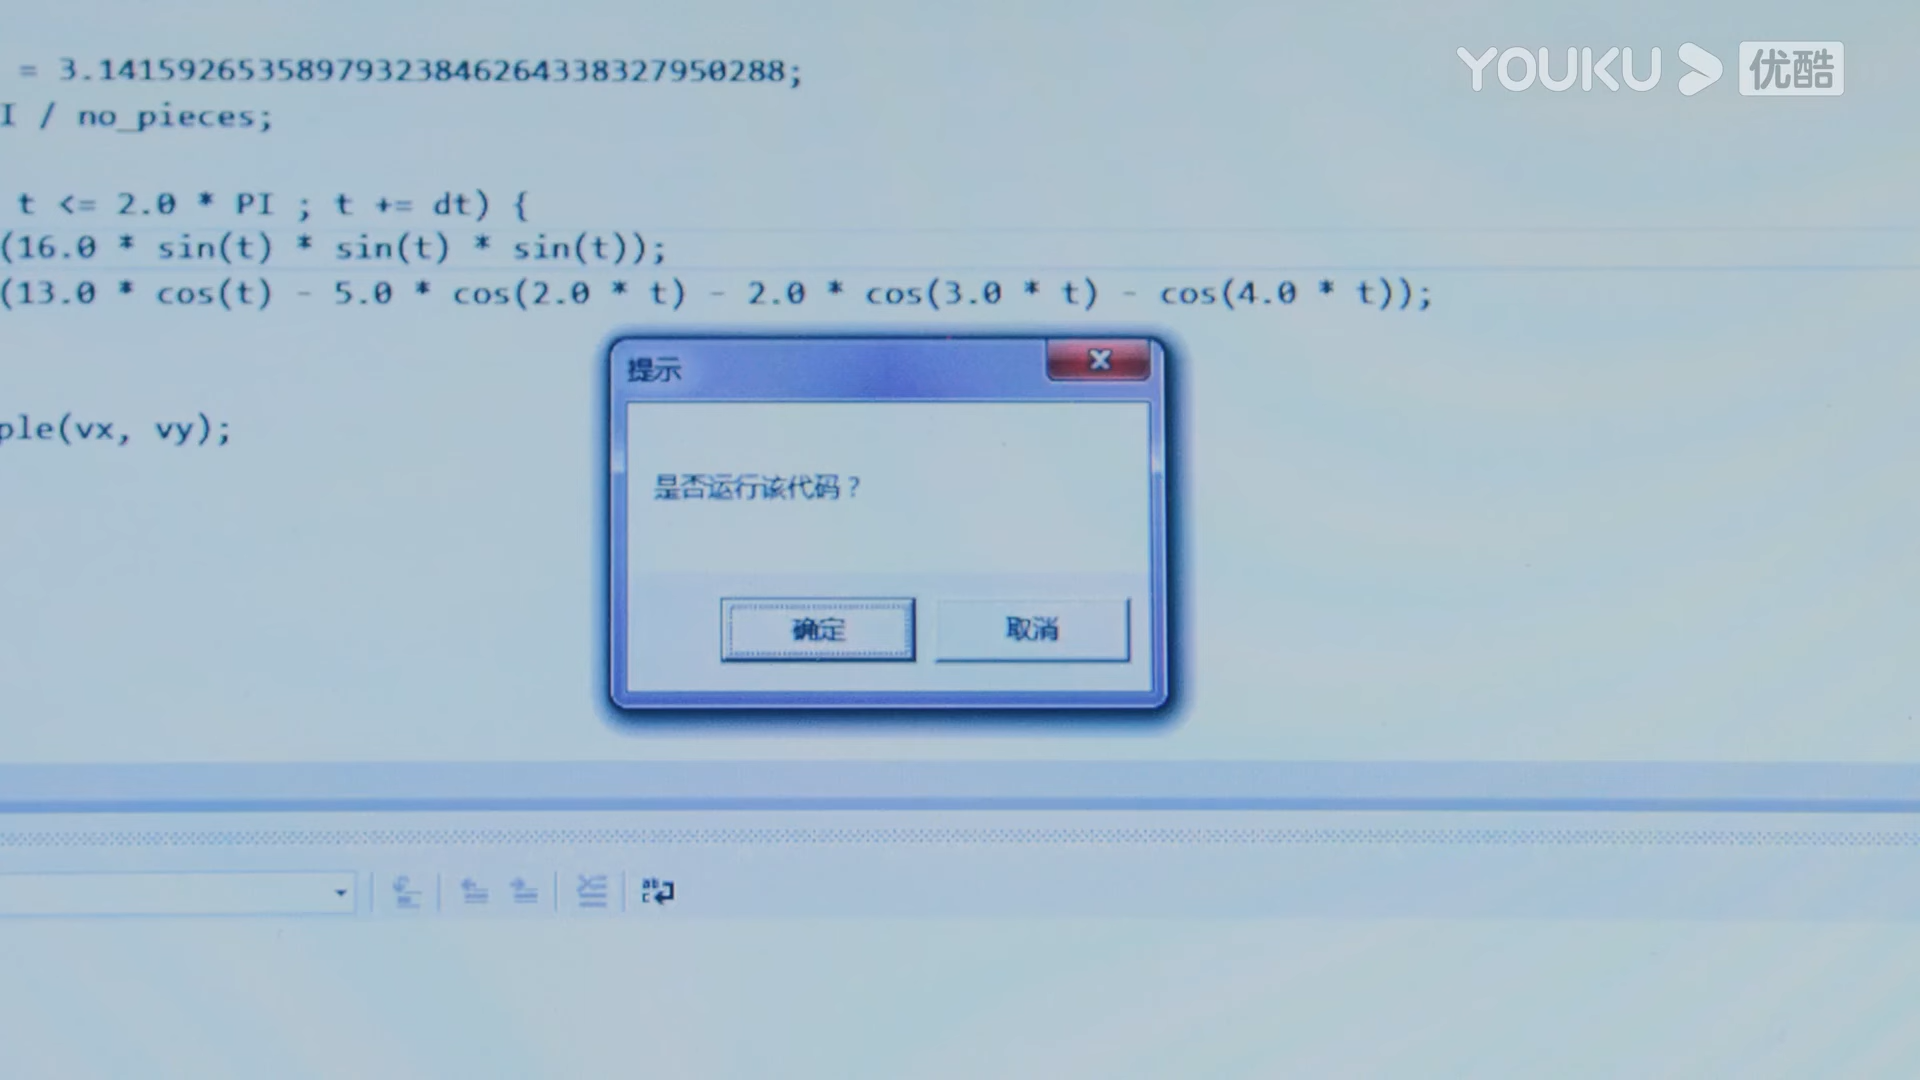 YOUKU 优酷
= 3.14159265358979323846264338327950288;
I / no_pieces;
t <= 2.0 * PI ; t += dt) {
(16.0 * sin(t) * sin(t) * sin(t));
(13.0 * cos(t) - 5.0 * cos(2.0 * t) - 2.0 * cos(3.0 * t) - cos(4.0 * t));
ple(vx, vy);
提示
是否运行该代码？
确定
取消